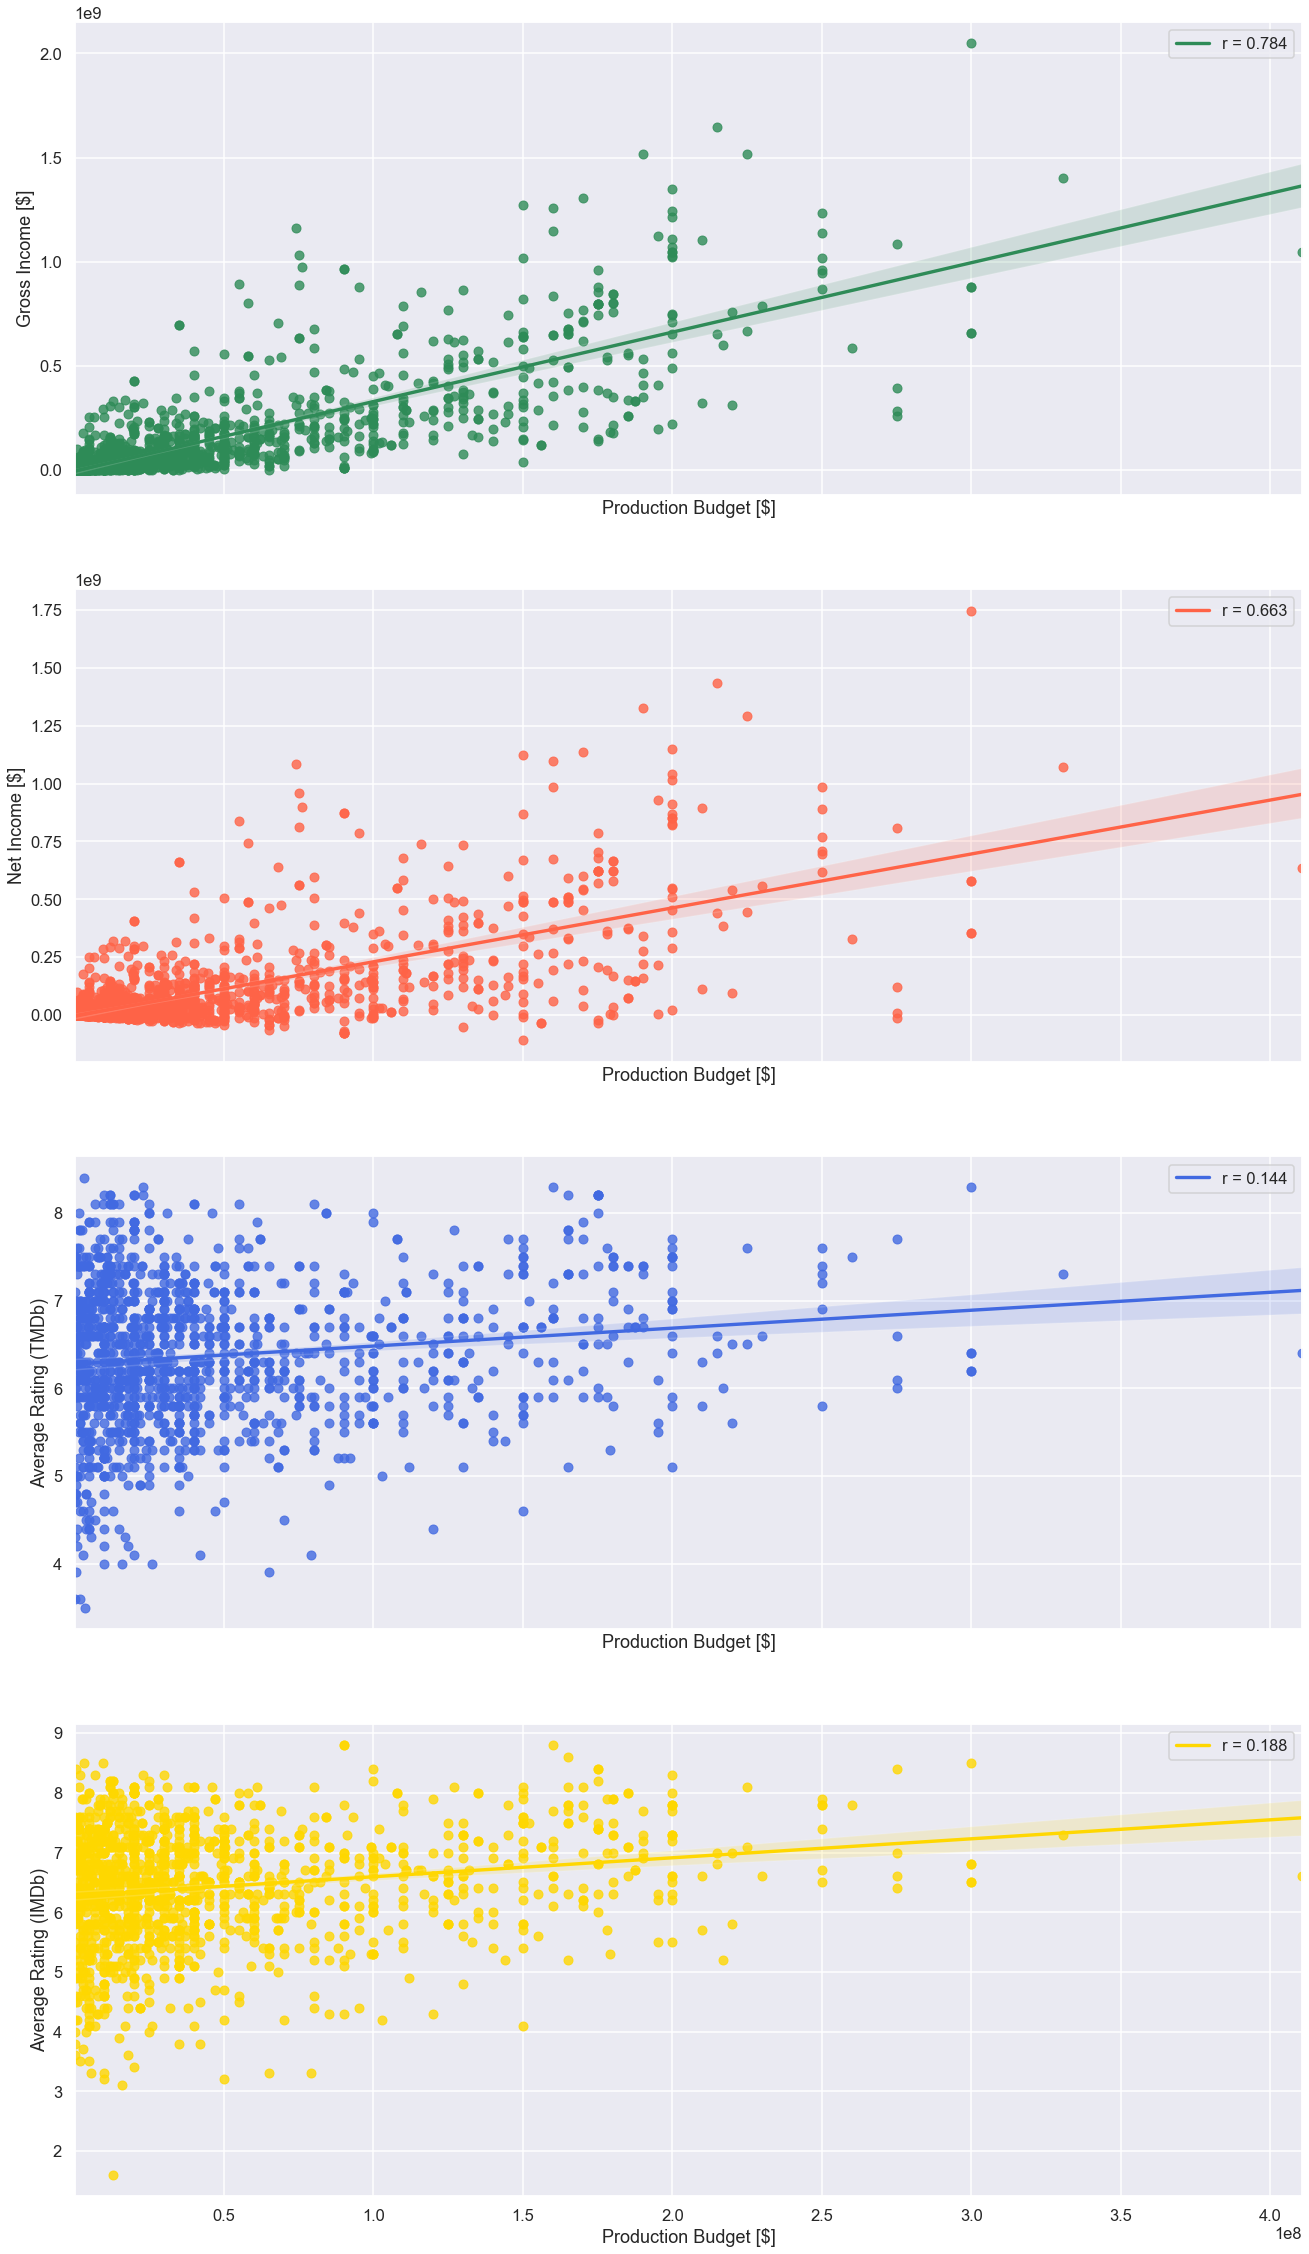 1e9
2.0
1.5
1.0
0.5
0.0
Gross Income [$]
r = 0.784
Production Budget [$]
1e9
1.75
1.50
1.25
1.00
0.75
0.50
0.25
0.00
Net Income [$]
r = 0.663
Production Budget [$]
8
7
6
5
4
Average Rating (TMDb)
r = 0.144
Production Budget [$]
9
8
7
6
5
4
3
2
Average Rating (IMDb)
r = 0.188
0.5 1.0 1.5 2.0 2.5 3.0 3.5 4.0
Production Budget [$]
1e8